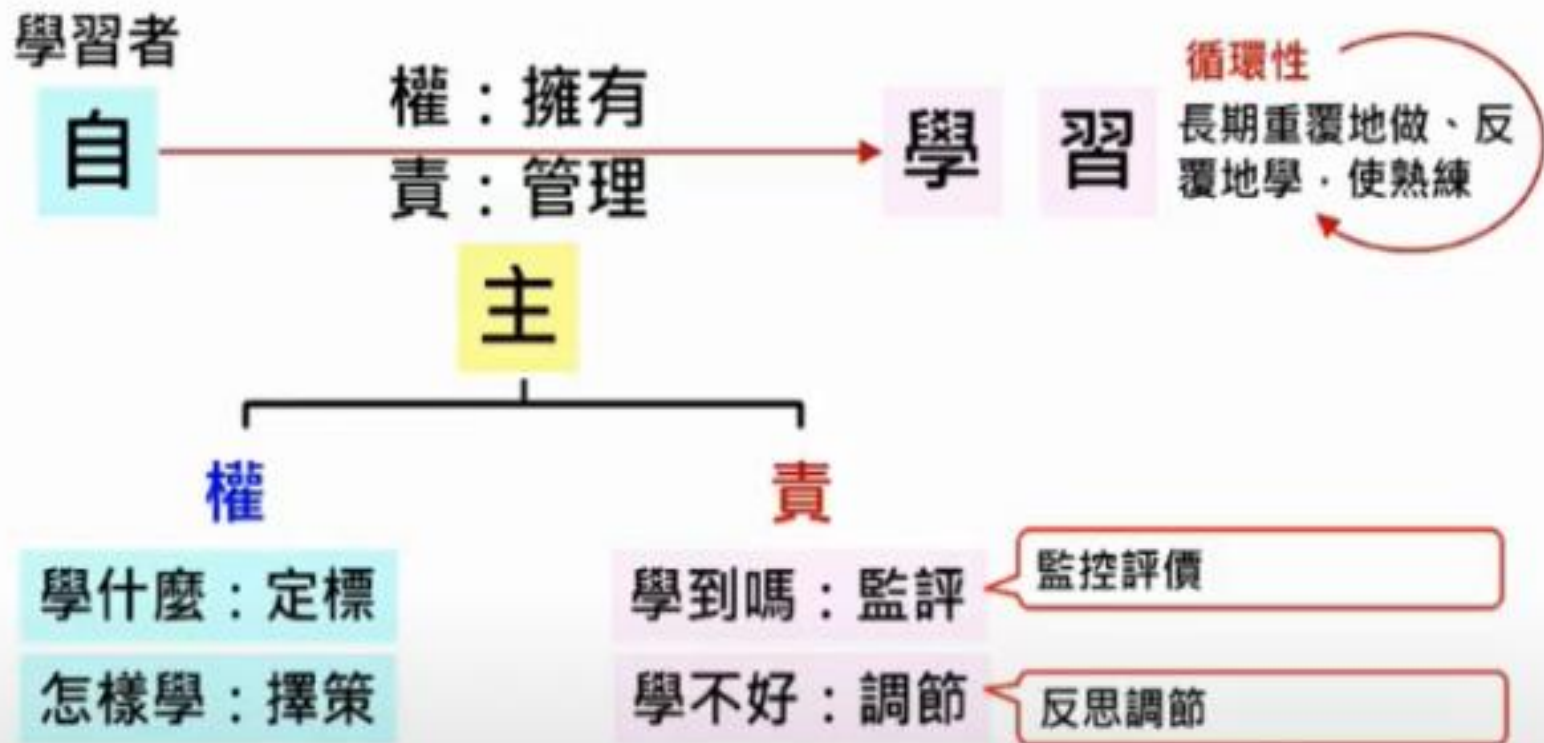 學習者
自
權：擁有
責：管理
學 習
循環性
長期重覆地做、反
覆地學，使熟練
主
權
責
學什麼：定標
怎樣學：擇策
學到嗎：監評
監控評價
學不好：調節
反思調節